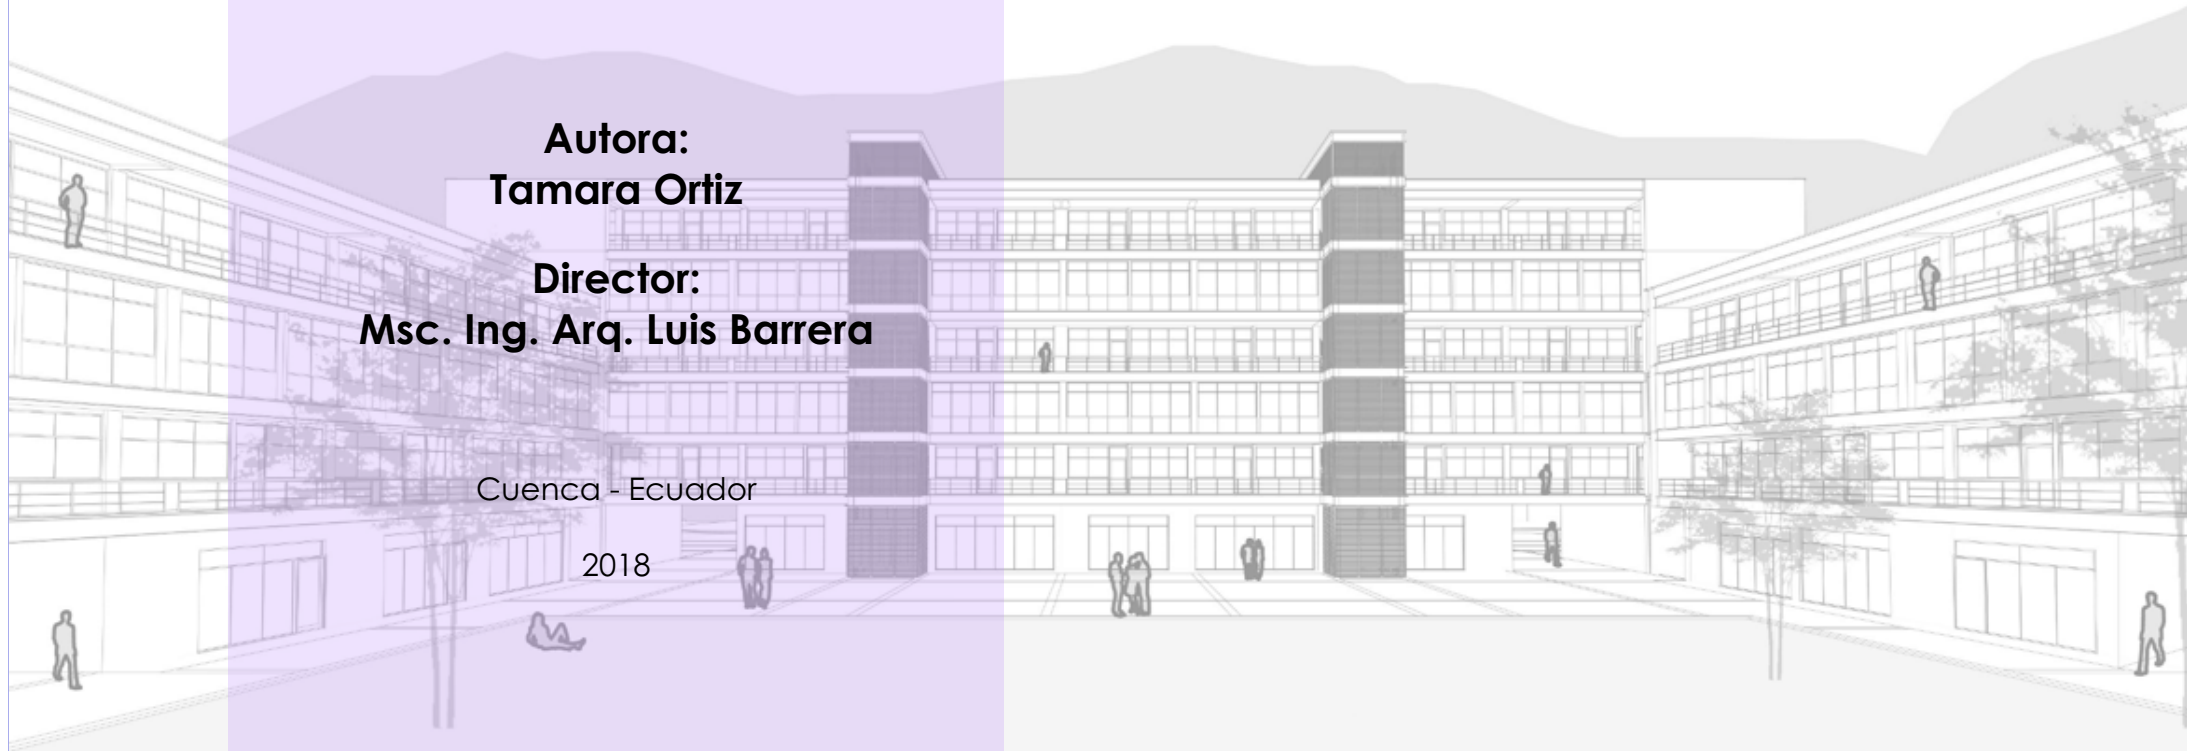 Autora:
Tamara Ortiz
Director:
Msc. Ing. Arq. Luis Barrera
Cuenca - Ecuador
2018